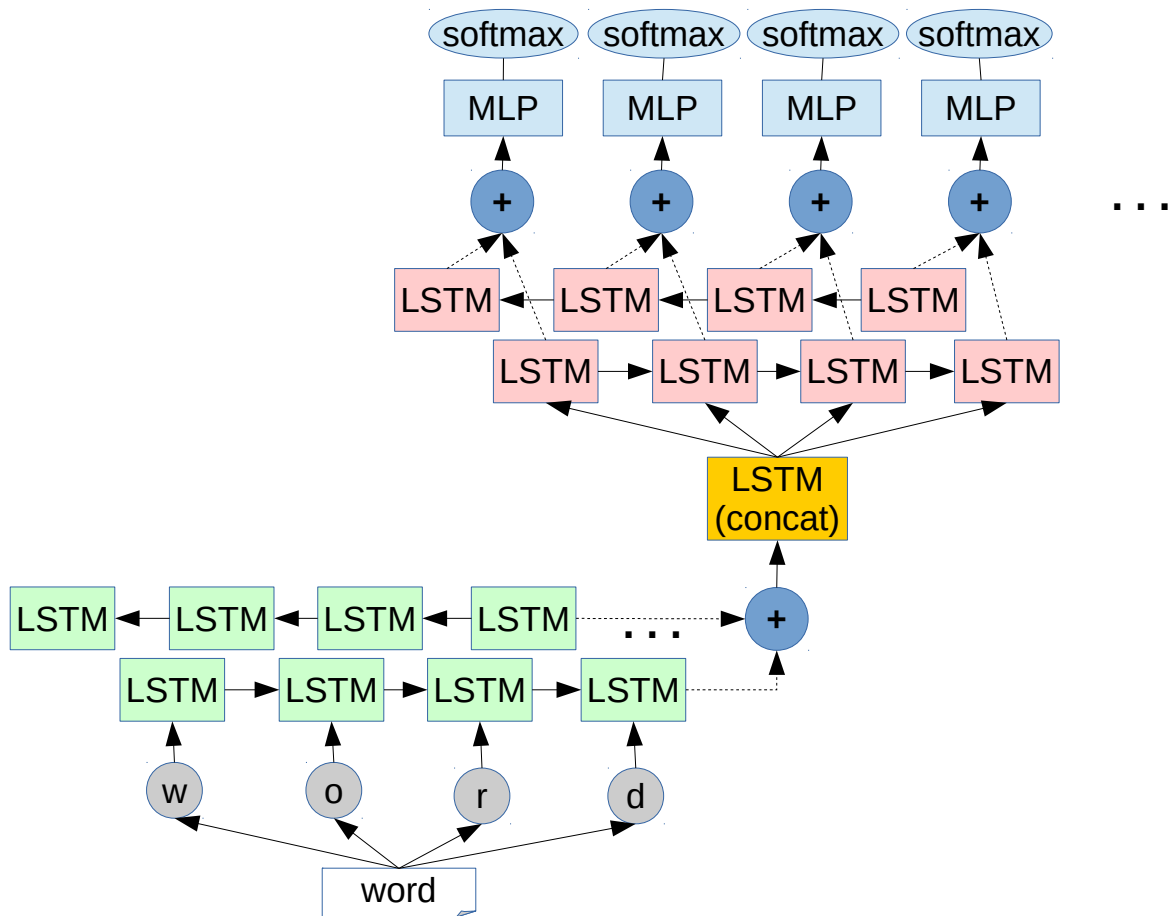 softmax softmax softmax softmax
MLP MLP MLP MLP
+ + + +
...
LSTM LSTM LSTM LSTM
LSTM LSTM LSTM LSTM
LSTM
(concat)
LSTM LSTM LSTM LSTM ... +
LSTM LSTM LSTM LSTM
w o r d
word